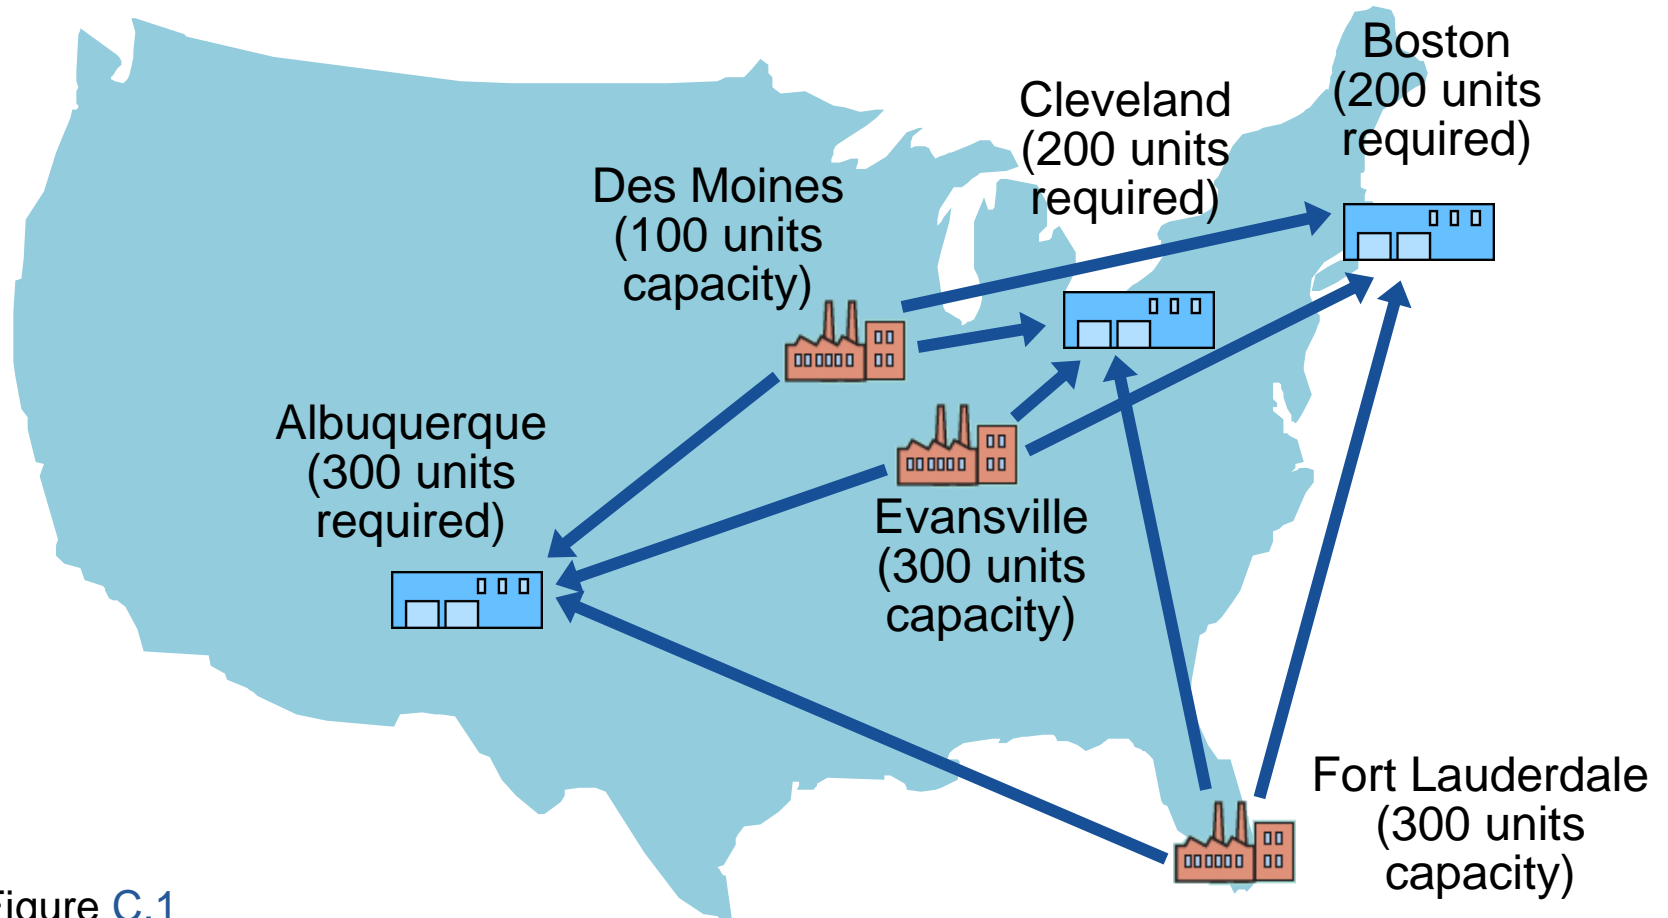 Boston
(200 units
required)
Cleveland
(200 units
required)
Des Moines
(100 units
capacity)
Albuquerque
(300 units
required)
Evansville
(300 units
capacity)
Fort Lauderdale
(300 units
capacity)
Figure C.1